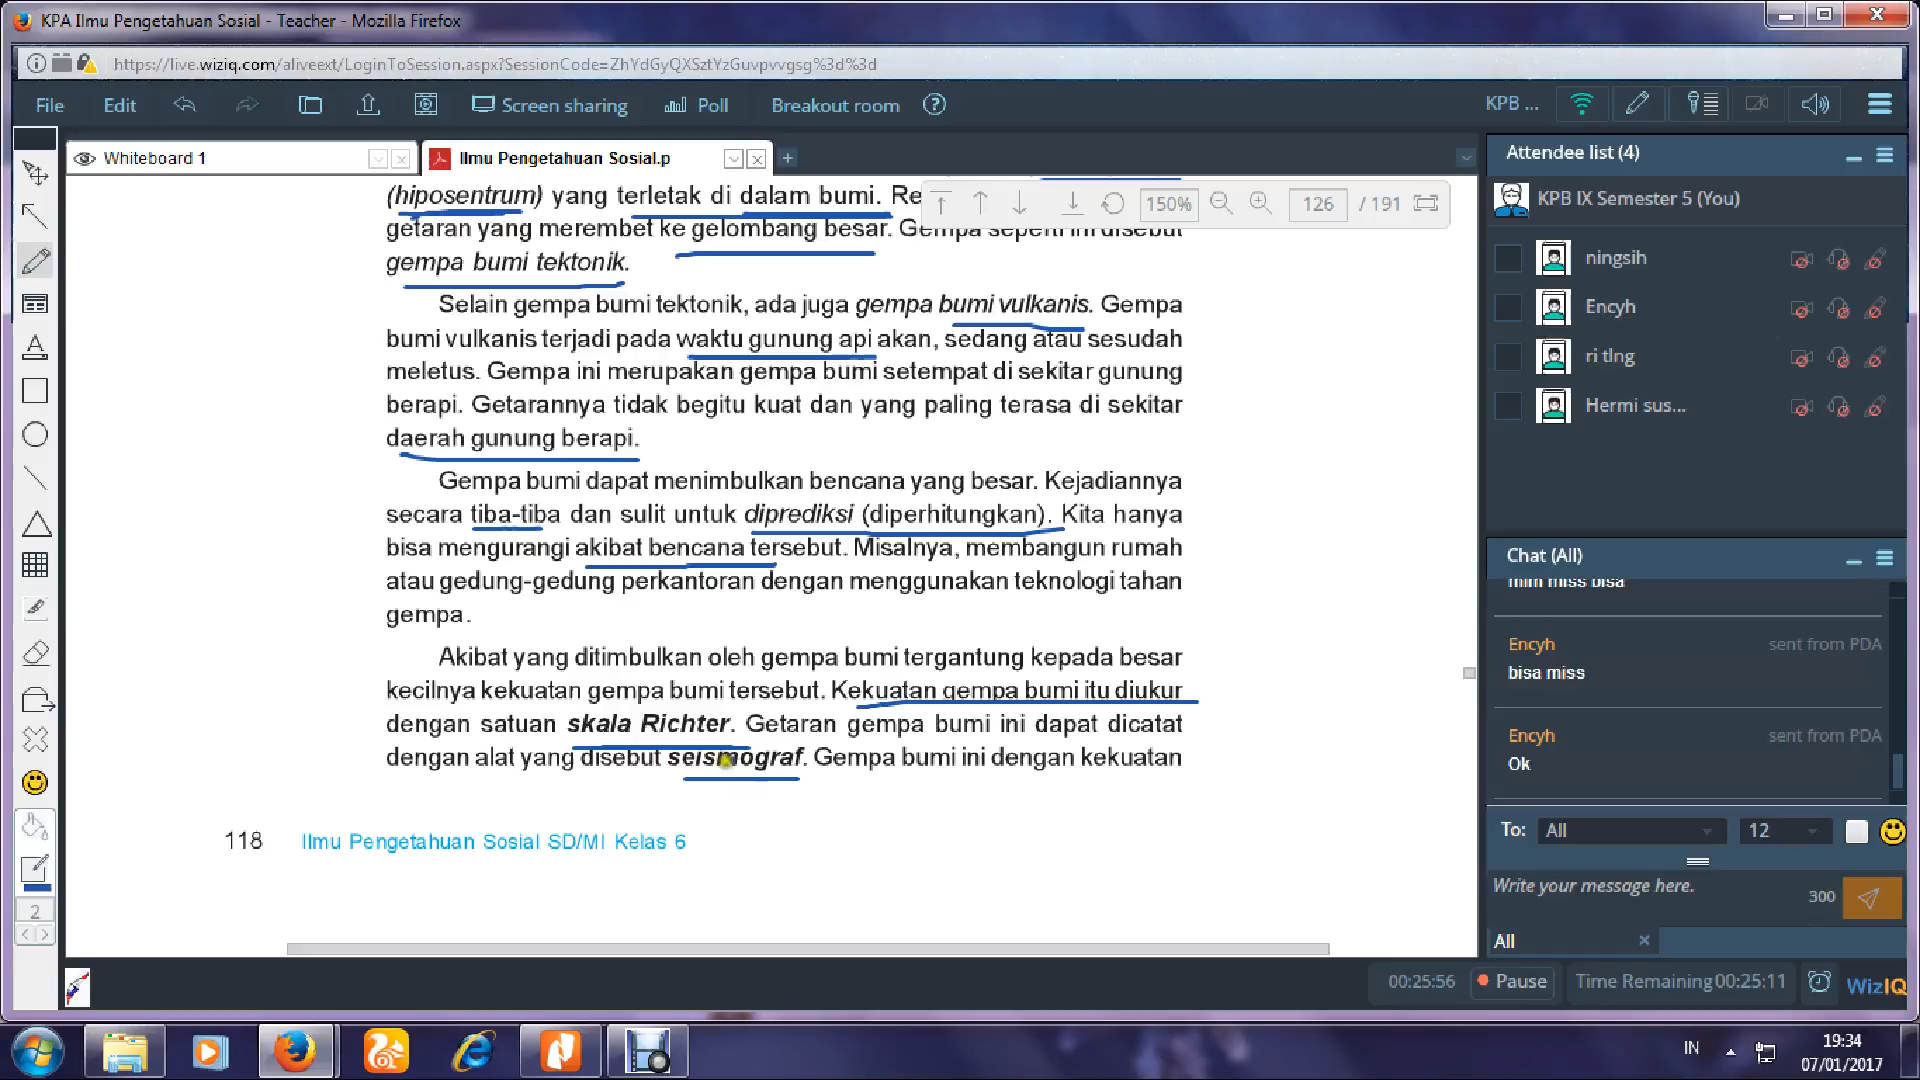 KPA Ilmu Pengetahuan Sosial - Teacher - Mozilla Firefox
https://live.wiziq.com/aliveext/LoginToSession.aspx?SessionCode=ZhYdGyQXSztYzGuvpvvgsg%3d%3d
File Edit Screen sharing Poll Breakout room KPB ...
Whiteboard 1
Ilmu Pengetahuan Sosial.p
150% 126 / 191
(hiposentrum) yang terletak di dalam bumi.
getaran yang merembet ke gelombang besar. Gempa seperti ini disebut
gempa bumi tektonik.
Selain gempa bumi tektonik, ada juga gempa bumi vulkanis. Gempa
bumi vulkanis terjadi pada waktu gunung api akan, sedang atau sesudah
meletus. Gempa ini merupakan gempa bumi setempat di sekitar gunung
berapi. Getarannya tidak begitu kuat dan yang paling terasa di sekitar
daerah gunung berapi.
Gempa bumi dapat menimbulkan bencana yang besar. Kejadiannya
secara tiba-tiba dan sulit untuk diprediksi (diperhitungkan). Kita hanya
bisa mengurangi akibat bencana tersebut. Misalnya, membangun rumah
atau gedung-gedung perkantoran dengan menggunakan teknologi tahan
gempa.
Akibat yang ditimbulkan oleh gempa bumi tergantung kepada besar
kecilnya kekuatan gempa bumi tersebut. Kekuatan gempa bumi itu diukur
dengan satuan skala Richter. Getaran gempa bumi ini dapat dicatat
dengan alat yang disebut seismograf. Gempa bumi ini dengan kekuatan
118 Ilmu Pengetahuan Sosial SD/MI Kelas 6
2
Attendee list (4)
KPB IX Semester 5 (You)
ningsih
Encyh
ri tlng
Hermi sus...
Chat (All)
mim miss bisa
Encyh sent from PDA
bisa miss
Encyh sent from PDA
Ok
To: All 12
Write your message here.
300
All
00:25:56 Pause Time Remaining 00:25:11 WizIQ
IN
19:34
07/01/2017